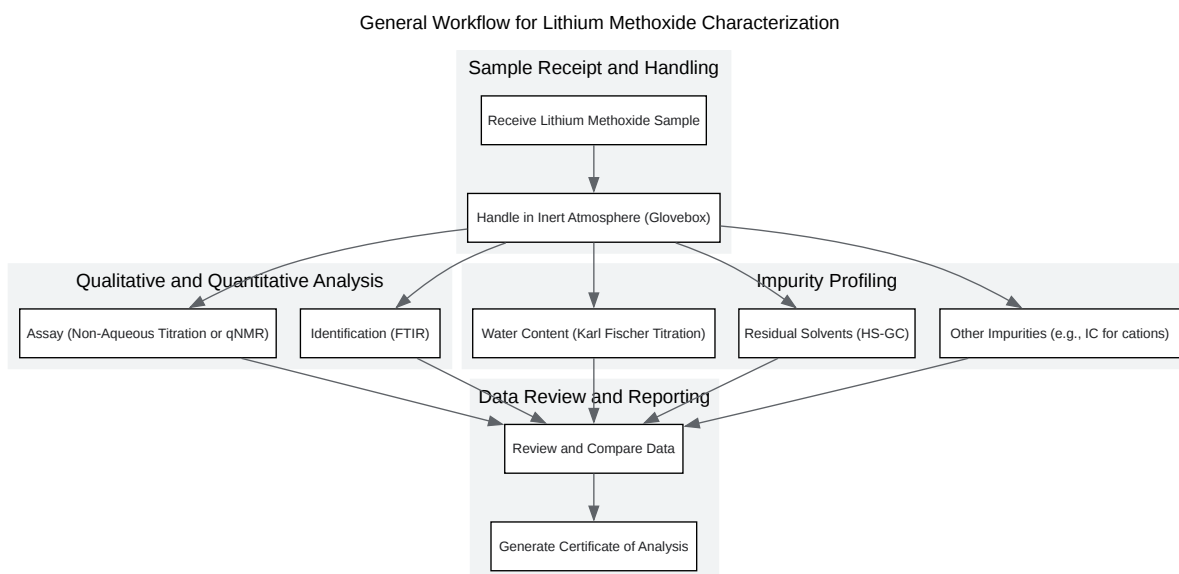 General Workflow for Lithium Methoxide Characterization
Sample Receipt and Handling
Receive Lithium Methoxide Sample
Handle in Inert Atmosphere (Glovebox)
Qualitative and Quantitative Analysis
Impurity Profiling
Assay (Non-Aqueous Titration or qNMR)
Identification (FTIR)
Water Content (Karl Fischer Titration)
Residual Solvents (HS-GC)
Other Impurities (e.g., IC for cations)
Data Review and Reporting
Review and Compare Data
Generate Certificate of Analysis